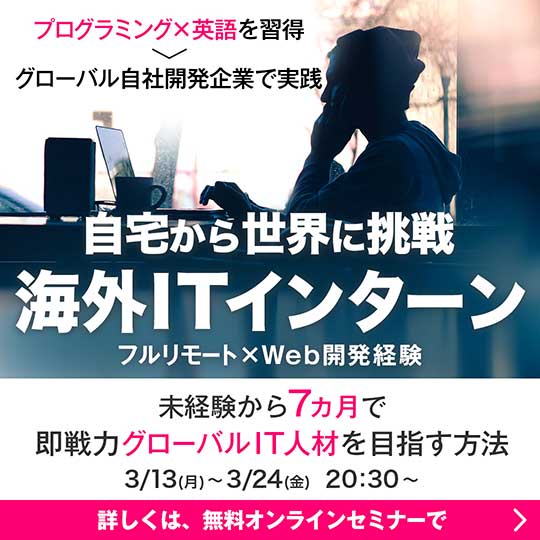 プログラミング×英語を習得
グローバル自社開発企業で実践
自宅から世界に挑戦
海外ITインターン
フルリモート×Web開発経験
未経験から7ヵ月で
即戦力グローバルIT人材を目指す方法
3/13(月)～3/24(金) 20:30～
詳しくは、無料オンラインセミナーで